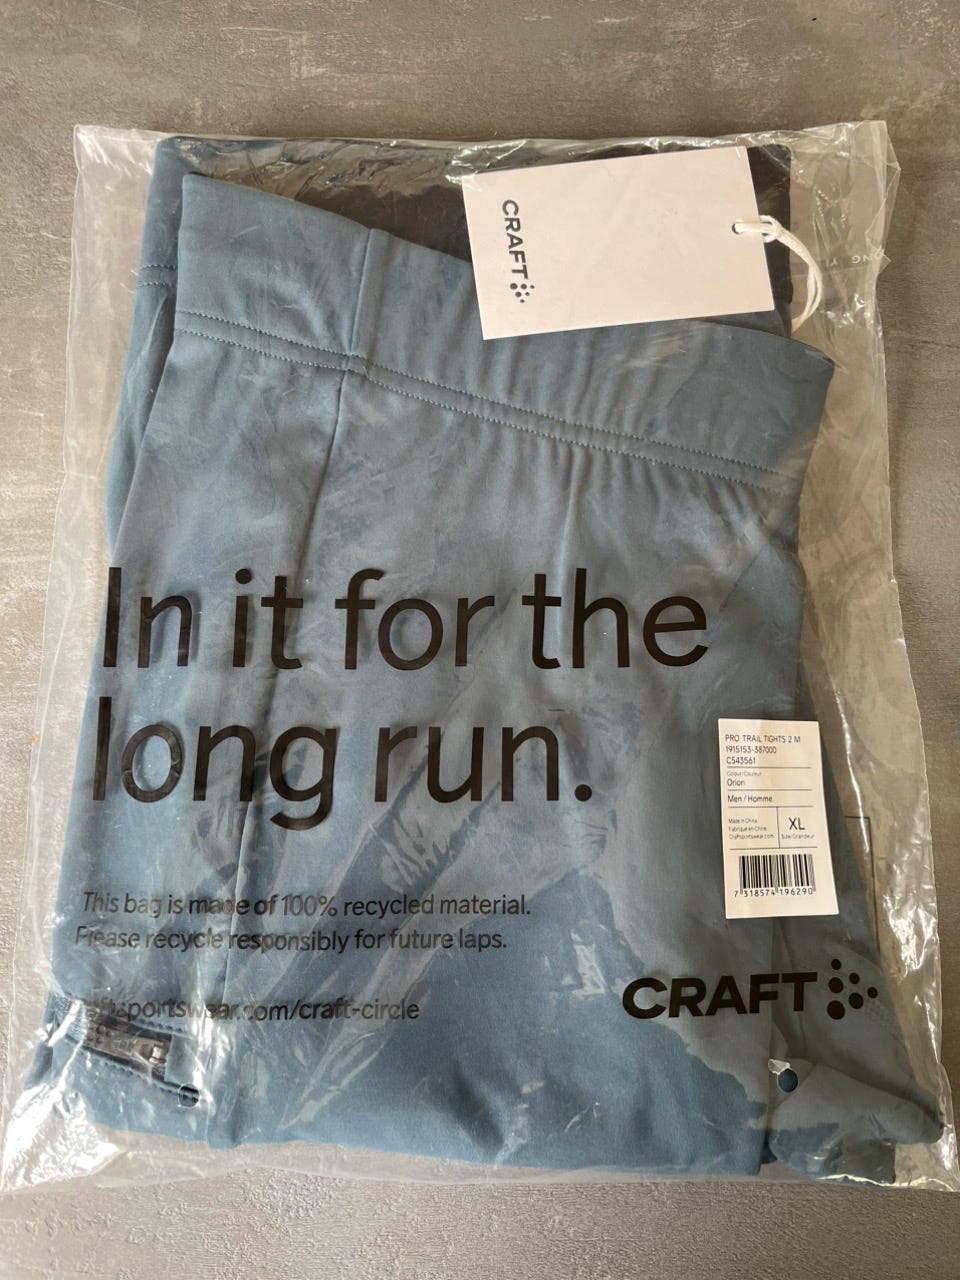 CRAFT
In it for the
long run.
PRO TRAIL TIGHTS 2 M
1915153-387000
C543561
Colour/Couleur
Orion
Men / Homme
Made in China
Fabriqué en Chine
Craftsportswear.com
XL
Size/Grandeur
7 318574 196290
This bag is made of 100% recycled material.
Please recycle responsibly for future laps.
craftsportswear.com/craft-circle
CRAFT